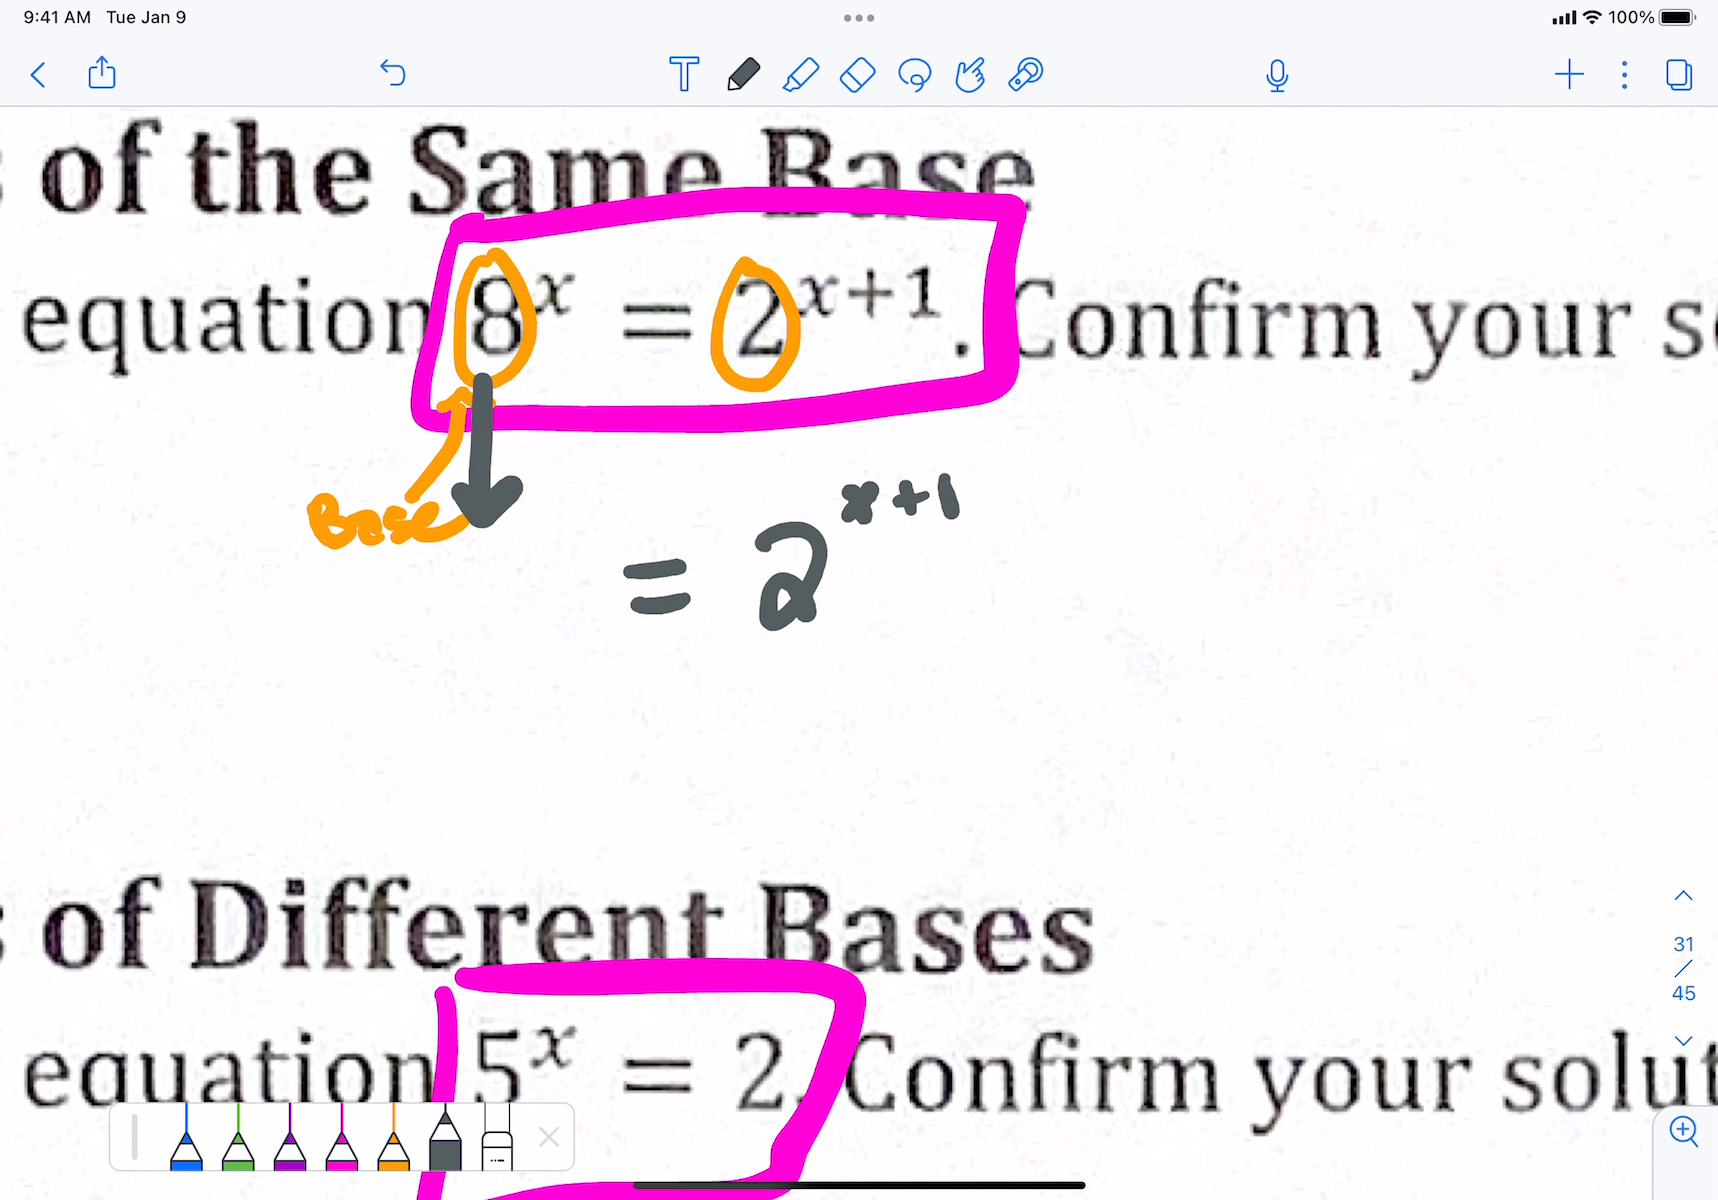 9:41 AM Tue Jan 9 100%
of the Same Base
equation 8^x = 2^{x+1}. Confirm your s
Base
= 2^{x+1}
of Different Bases
equation 5^x = 2. Confirm your solut
31
/
45